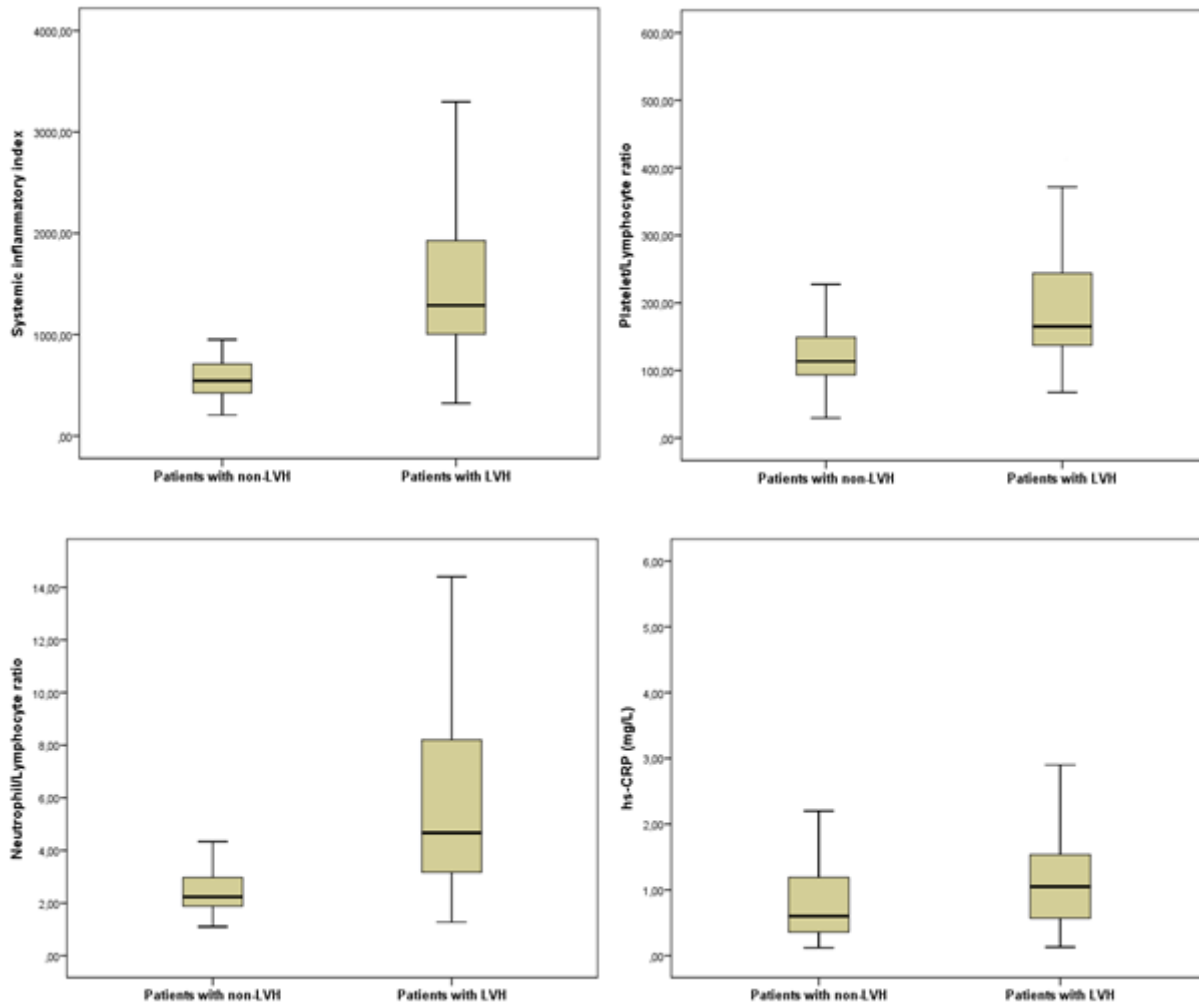 Systemic inflammatory index
4000,00
3000,00
2000,00
1000,00
,00
Patients with non-LVH
Patients with LVH
Platelet/Lymphocyte ratio
600,00
500,00
400,00
300,00
200,00
100,00
,00
Patients with non-LVH
Patients with LVH
Neutrophil/Lymphocyte ratio
14,00
12,00
10,00
8,00
6,00
4,00
2,00
,00
Patients with non-LVH
Patients with LVH
hs-CRP (mg/L)
6,00
5,00
4,00
3,00
2,00
1,00
,00
Patients with non-LVH
Patients with LVH